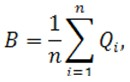 $B = \frac{1}{n}\sum_{i=1}^{n} Q_i,$